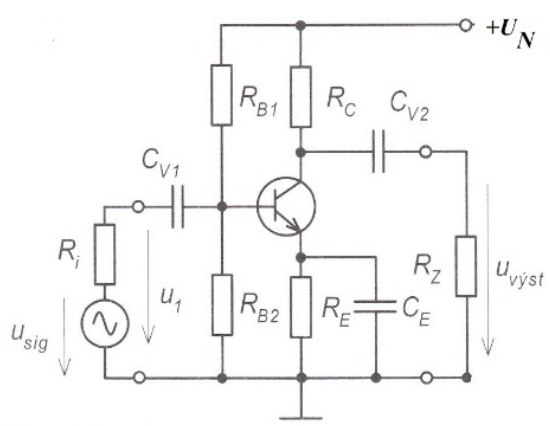 +U_N
R_B1
R_C
C_V2
C_V1
R_i
u_1
R_B2
R_E
C_E
R_Z
u_výst
u_sig